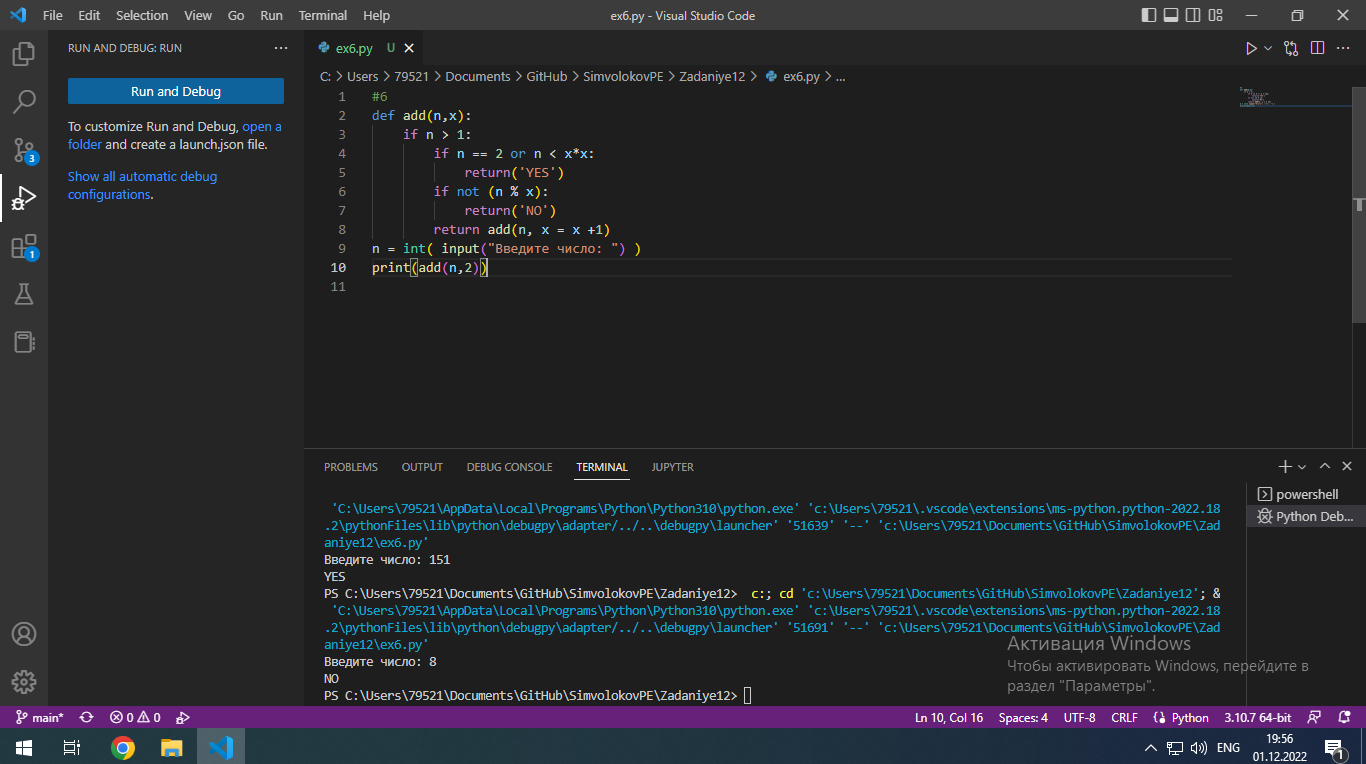 File Edit Selection View Go Run Terminal Help ex6.py - Visual Studio Code
RUN AND DEBUG: RUN ...
Run and Debug
To customize Run and Debug, open a
folder and create a launch.json file.
Show all automatic debug
configurations.
3
1
ex6.py U
C: > Users > 79521 > Documents > GitHub > SimvolokovPE > Zadaniye12 > ex6.py > ...
1 #6
2 def add(n,x):
3 if n > 1:
4 if n == 2 or n < x*x:
5 return('YES')
6 if not (n % x):
7 return('NO')
8 return add(n, x = x +1)
9 n = int( input("Введите число: ") )
10 print(add(n,2))
11
PROBLEMS OUTPUT DEBUG CONSOLE TERMINAL JUPYTER
powershell
Python Deb...
'C:\Users\79521\AppData\Local\Programs\Python\Python310\python.exe' 'c:\Users\79521\.vscode\extensions\ms-python.python-2022.18
.2\pythonFiles\lib\python\debugpy\adapter/../..\debugpy\launcher' '51639' '--' 'c:\Users\79521\Documents\GitHub\SimvolokovPE\Zad
aniye12\ex6.py'
Введите число: 151
YES
PS C:\Users\79521\Documents\GitHub\SimvolokovPE\Zadaniye12> c:; cd 'c:\Users\79521\Documents\GitHub\SimvolokovPE\Zadaniye12'; &
'C:\Users\79521\AppData\Local\Programs\Python\Python310\python.exe' 'c:\Users\79521\.vscode\extensions\ms-python.python-2022.18
.2\pythonFiles\lib\python\debugpy\adapter/../..\debugpy\launcher' '51691' '--' 'c:\Users\79521\Documents\GitHub\SimvolokovPE\Zad
aniye12\ex6.py'
Введите число: 8
NO
PS C:\Users\79521\Documents\GitHub\SimvolokovPE\Zadaniye12>
Активация Windows
Чтобы активировать Windows, перейдите в
раздел "Параметры".
main* 0 0 Ln 10, Col 16 Spaces: 4 UTF-8 CRLF Python 3.10.7 64-bit
ENG 19:56
01.12.2022
1